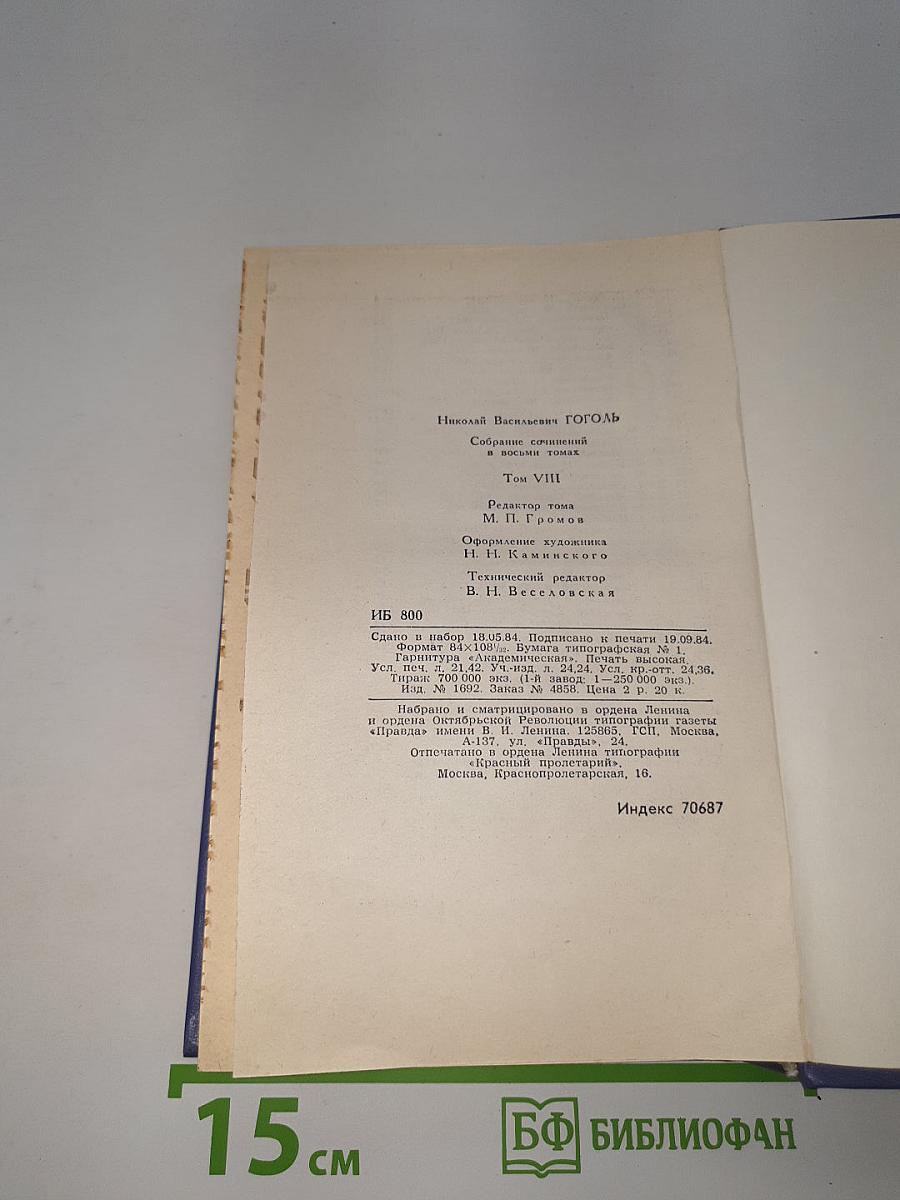 Николай Васильевич ГОГОЛЬ
Собрание сочинений
в восьми томах
Том VIII
Редактор тома
М. П. Громов
Оформление художника
Н. Н. Каминского
Технический редактор
В. Н. Веселовская
ИБ 800
Сдано в набор 18.05.84. Подписано к печати 19.09.84.
Формат 84×108¹/₃₂. Бумага типографская № 1.
Гарнитура «Академическая». Печать высокая.
Усл. печ. л. 21,42. Уч.-изд. л. 24,24. Усл. кр.-отт. 24,36.
Тираж 700 000 экз. (1-й завод: 1—250 000 экз.).
Изд. № 1692. Заказ № 4858. Цена 2 р. 20 к.
Набрано и сматрицировано в ордена Ленина
и ордена Октябрьской Революции типографии газеты
«Правда» имени В. И. Ленина. 125865, ГСП, Москва,
А-137, ул. «Правды», 24.
Отпечатано в ордена Ленина типографии
«Красный пролетарий».
Москва, Краснопролетарская, 16.
Индекс 70687
15 см
БФ БИБЛИОФАН